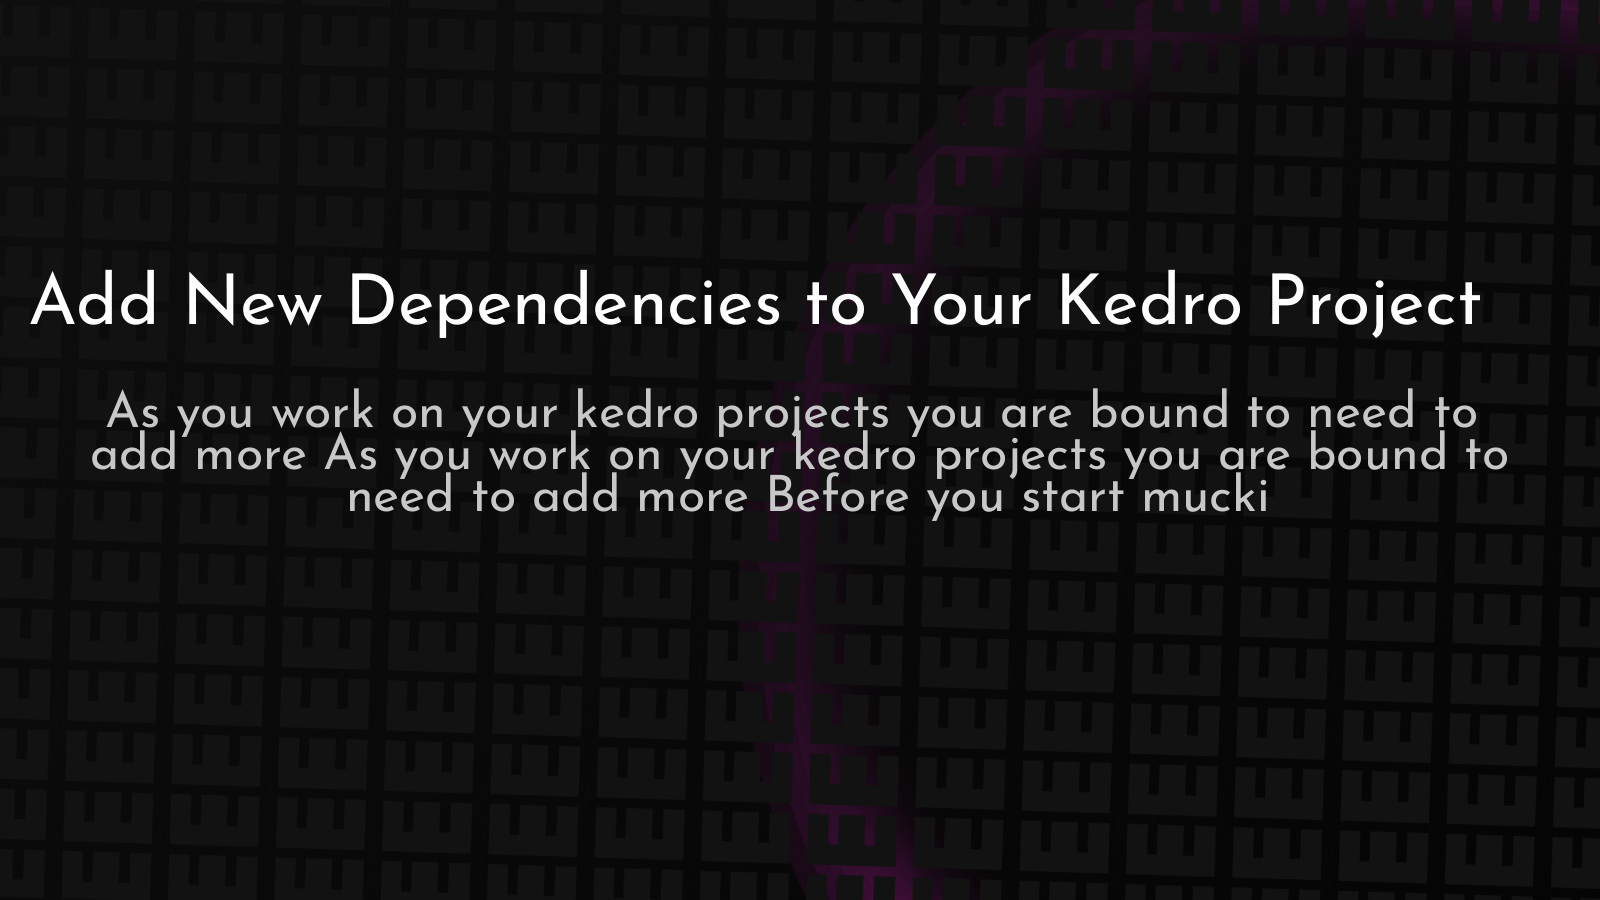 Add New Dependencies to Your Kedro Project
As you work on your kedro projects you are bound to need to
add more As you work on your kedro projects you are bound to
need to add more Before you start mucki